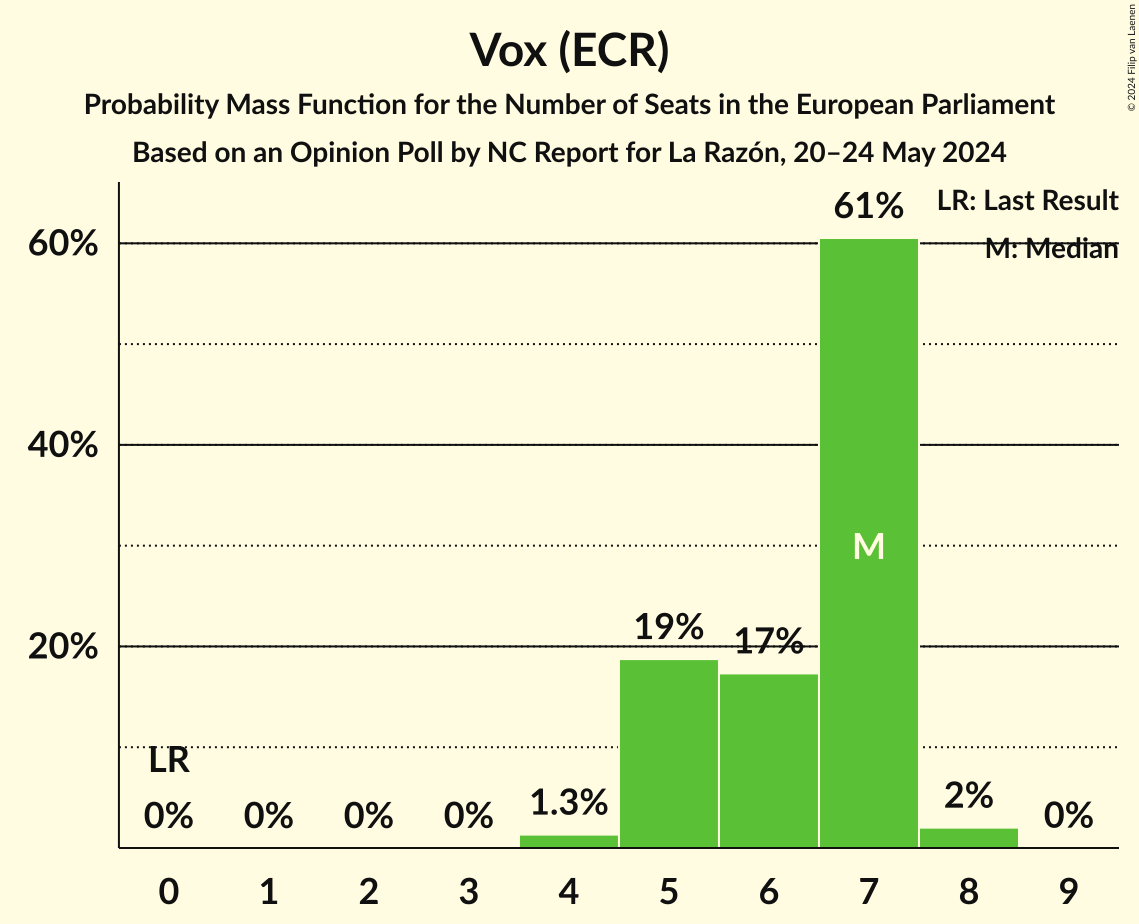 Vox (ECR)
Probability Mass Function for the Number of Seats in the European Parliament
Based on an Opinion Poll by NC Report for La Razón, 20–24 May 2024
© 2024 Filip van Laenen
LR: Last Result
M: Median
60%
40%
20%
61%
M
19%
17%
LR
0%
0%
0%
0%
1.3%
2%
0%
0
1
2
3
4
5
6
7
8
9